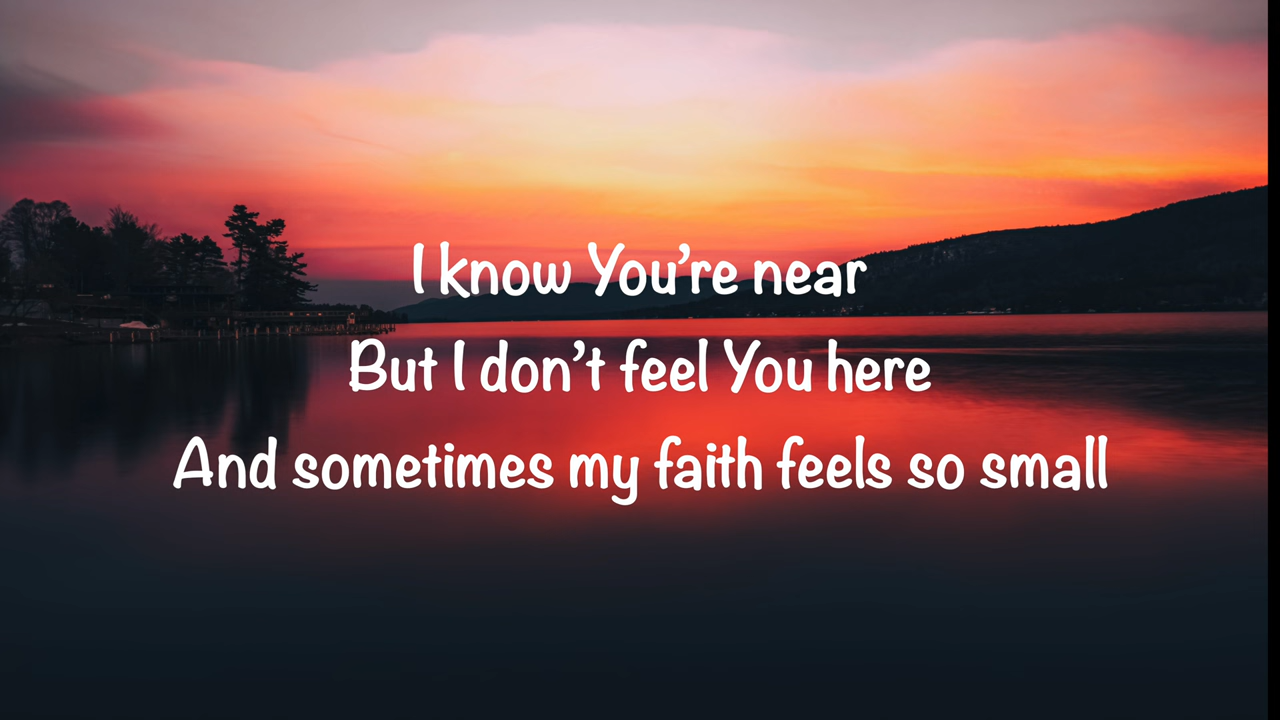 I know You’re near
But I don’t feel You here
And sometimes my faith feels so small